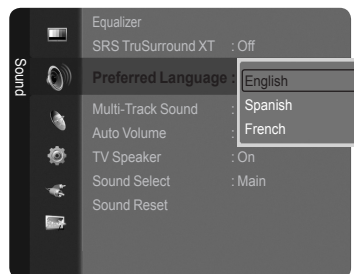 Sound
Equalizer
SRS TruSurround XT : Off
Preferred Language :
English
Spanish
French
Multi-Track Sound :
Auto Volume :
TV Speaker : On
Sound Select : Main
Sound Reset